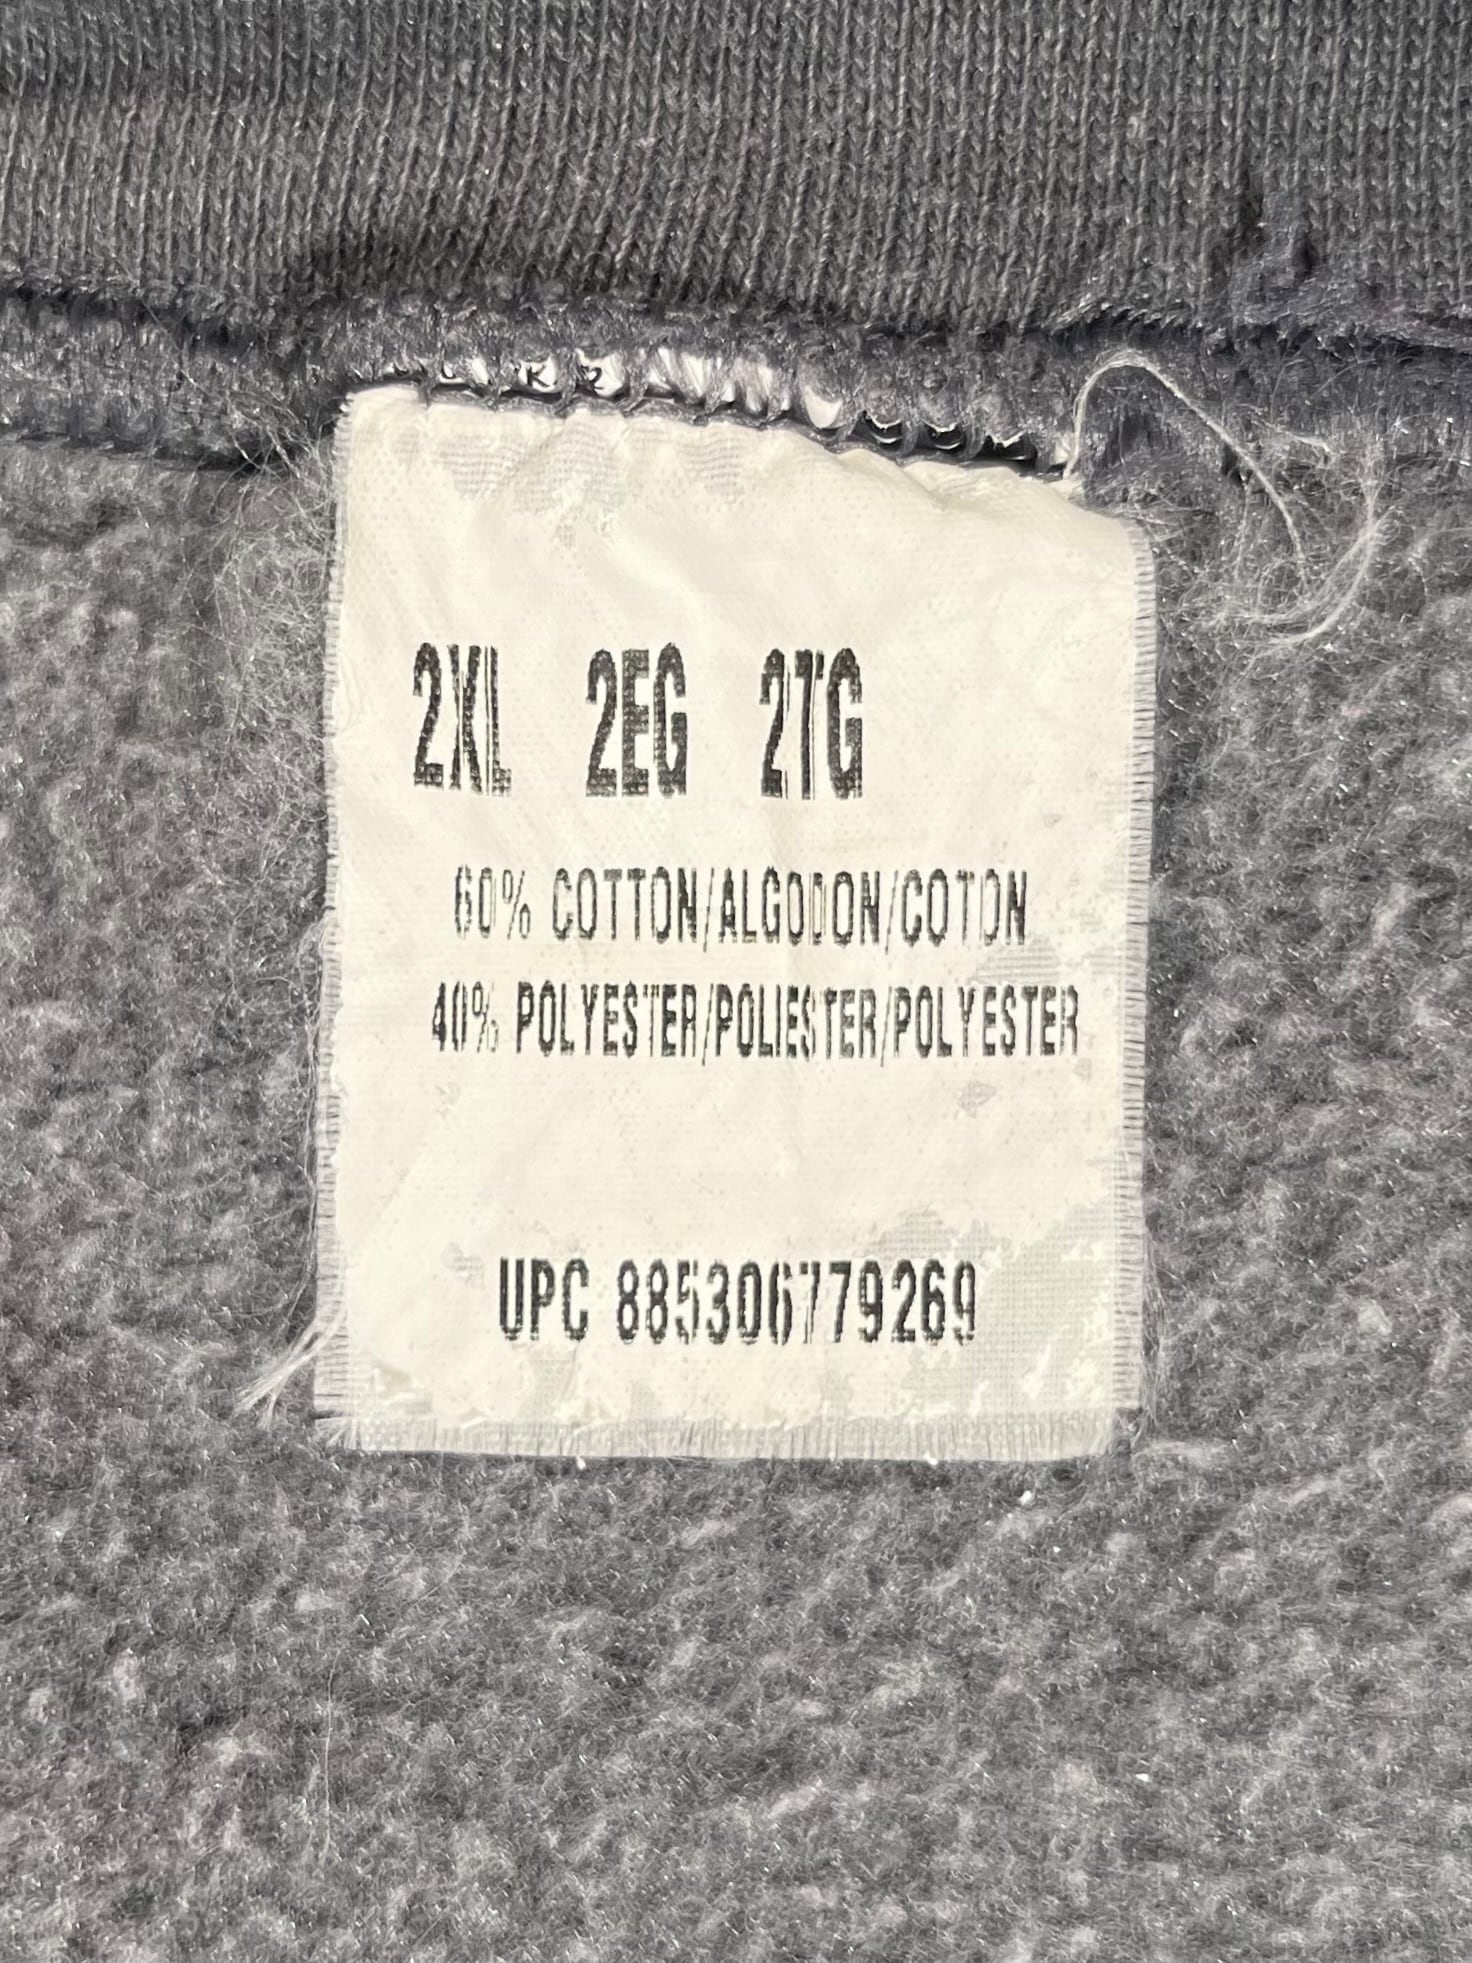 2XL 2EG 2TG
60% COTTON/ALGODON/COTON
40% POLYESTER/POLIESTER/POLYESTER
UPC 885306779269